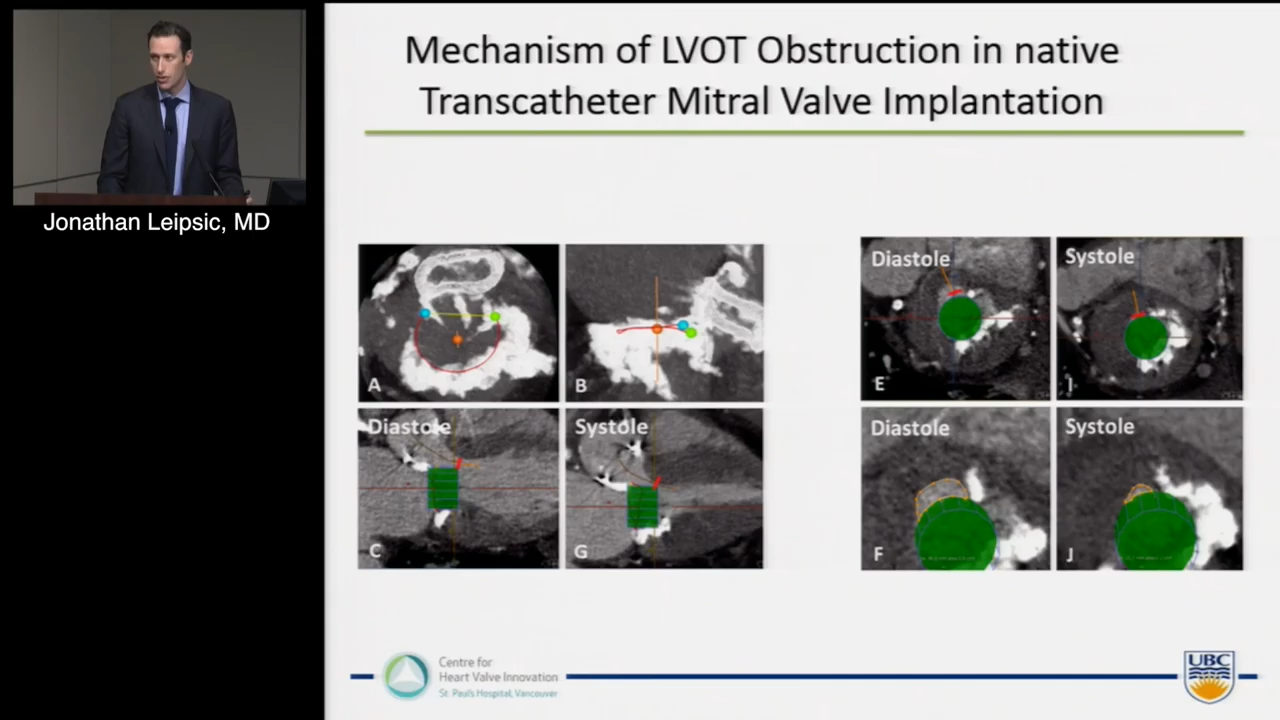 Mechanism of LVOT Obstruction in native
Transcatheter Mitral Valve Implantation
Jonathan Leipsic, MD
A
B
Diastole
C
Systole
G
Diastole
E
Systole
I
Diastole
F
Systole
J
Centre for
Heart Valve Innovation
St. Paul's Hospital, Vancouver
UBC